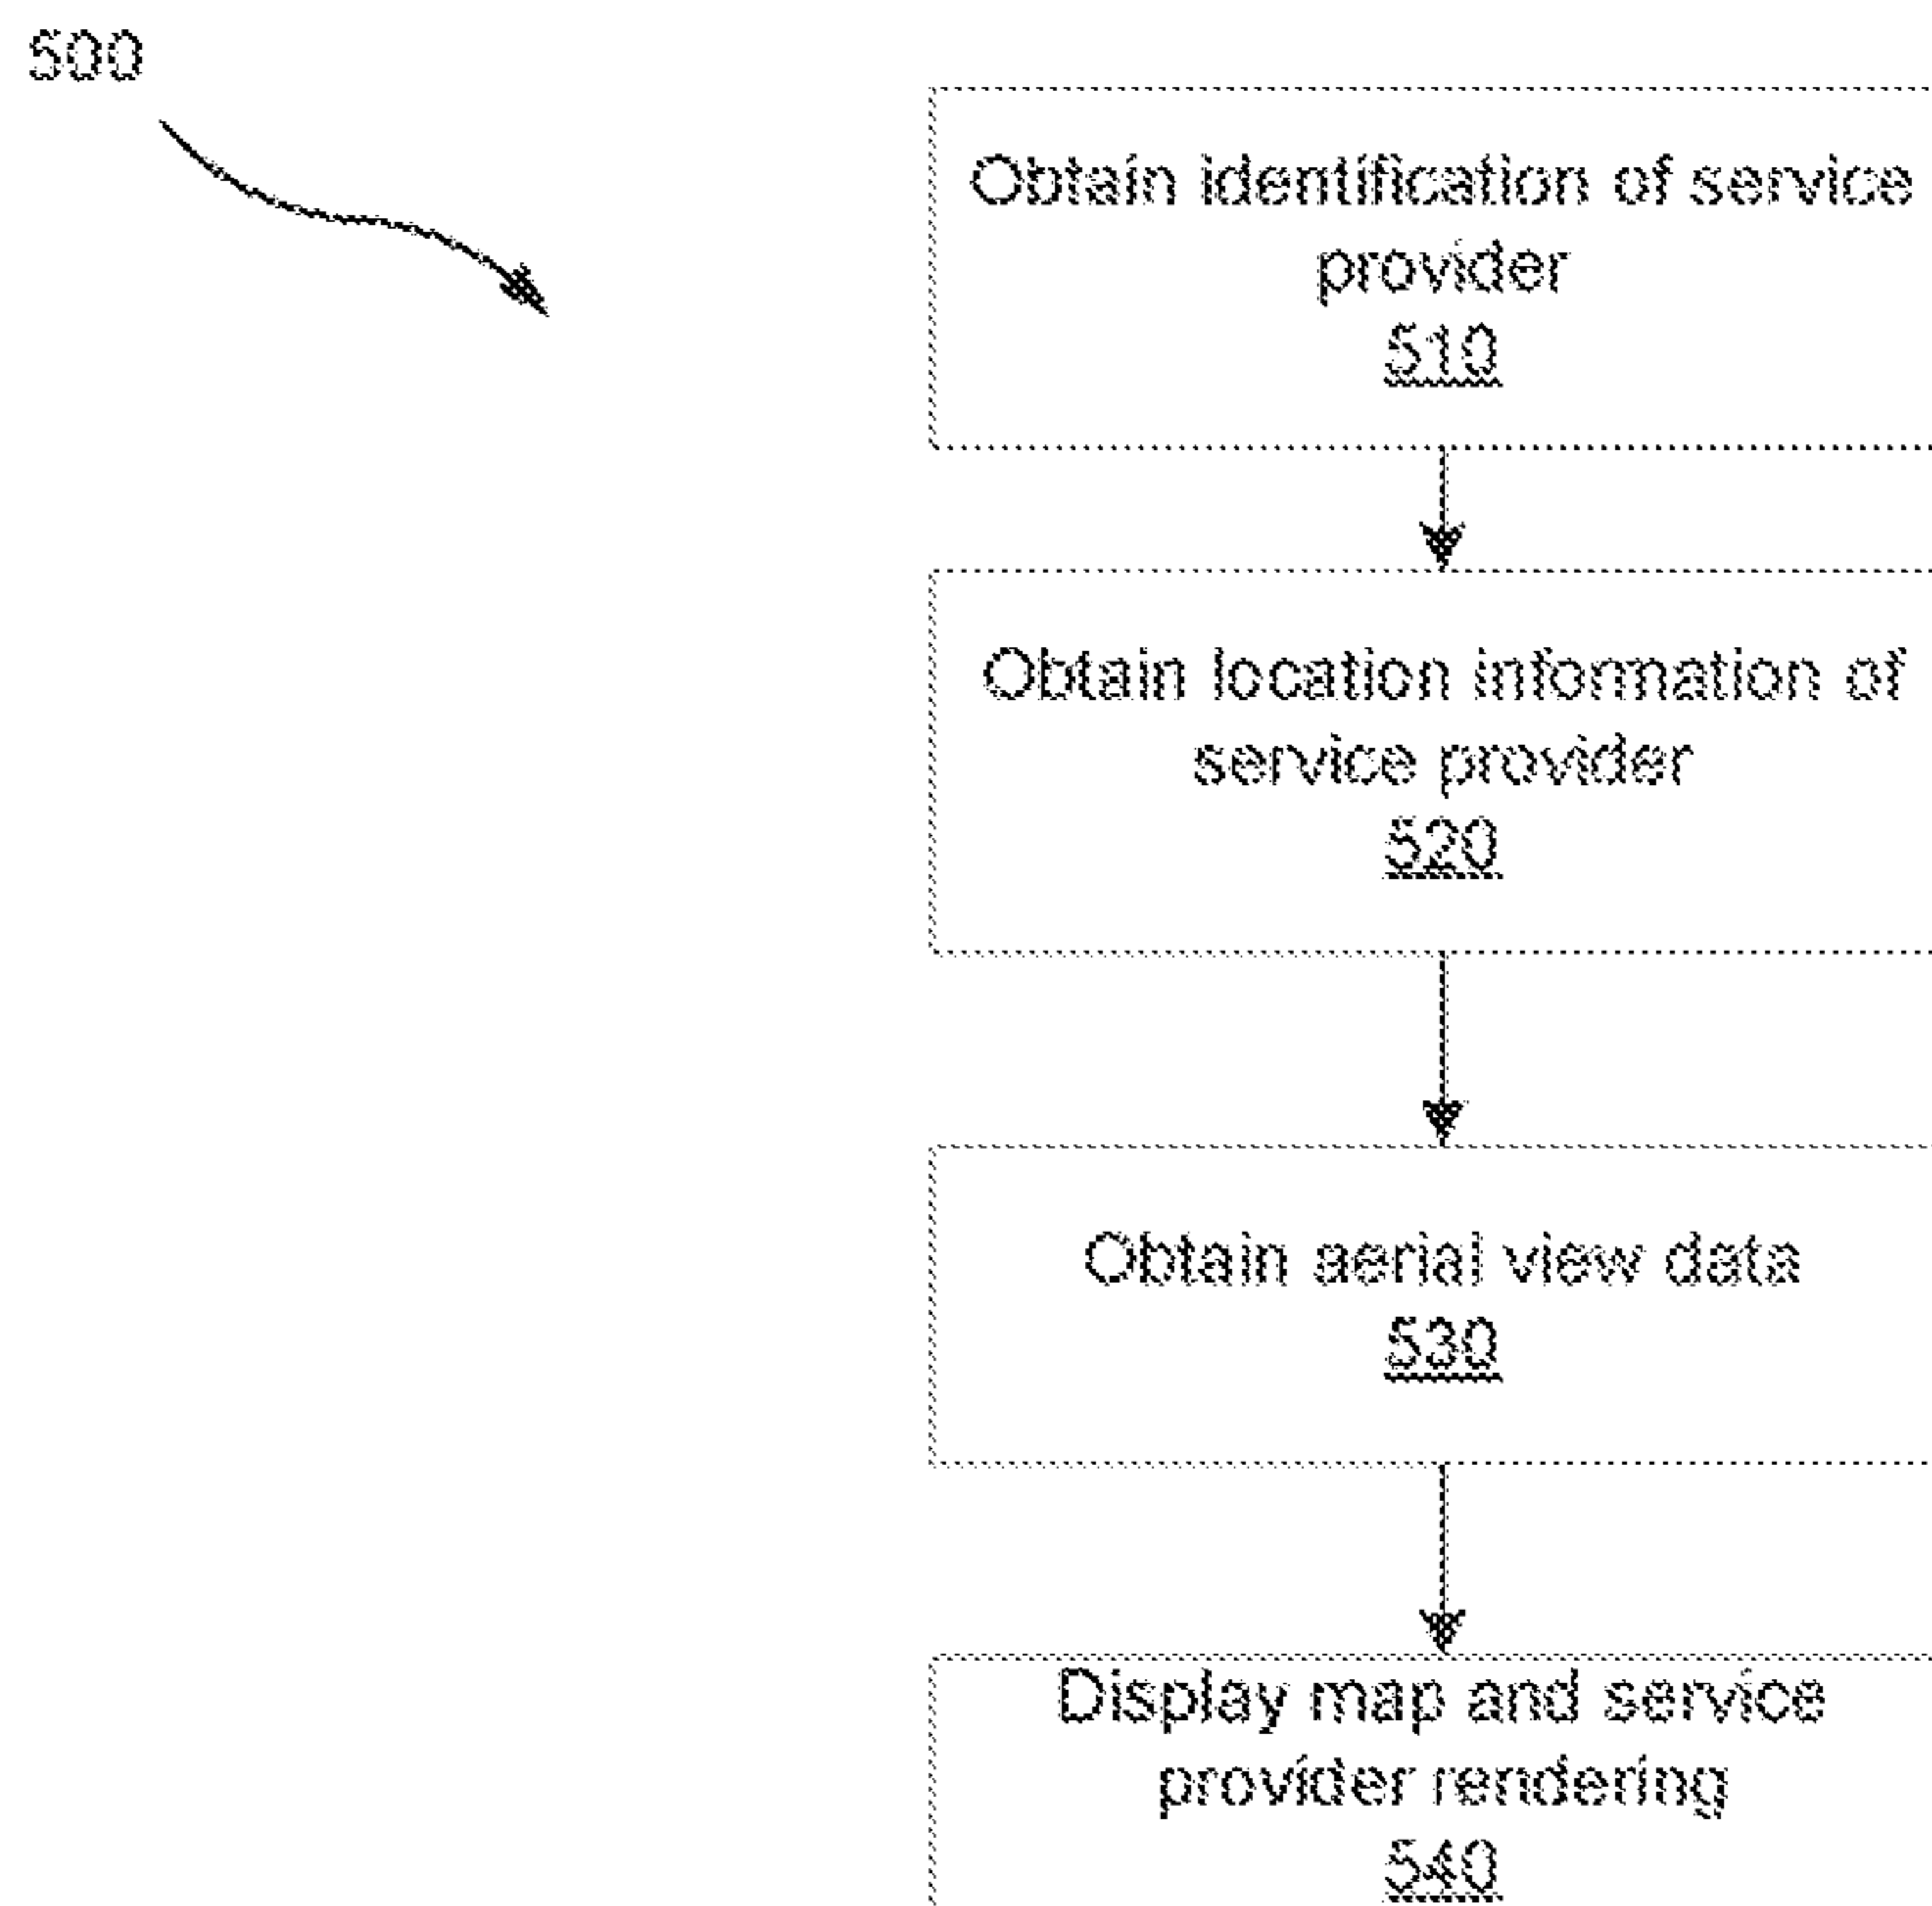 500
Obtain identification of service
provider
510
Obtain location information of
service provider
520
Obtain aerial view data
530
Display map and service
provider rendering
540